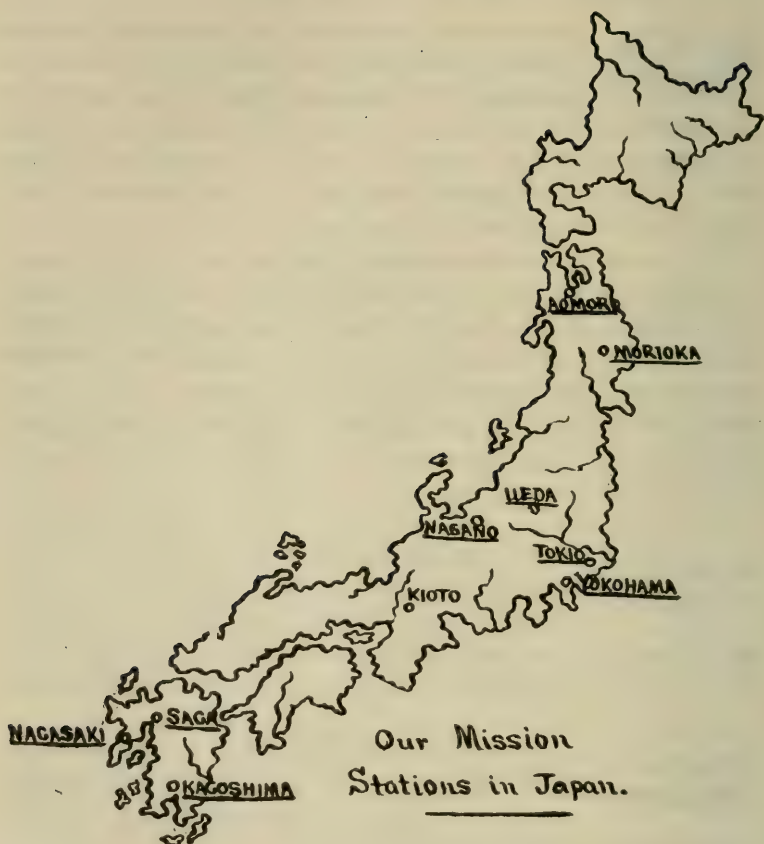 AOMORI
MORIOKA
UEDA
NAGANO
TOKIO
YOKOHAMA
KIOTO
NAGASAKI
SAGA
KAGOSHIMA
Our Mission
Stations in Japan.